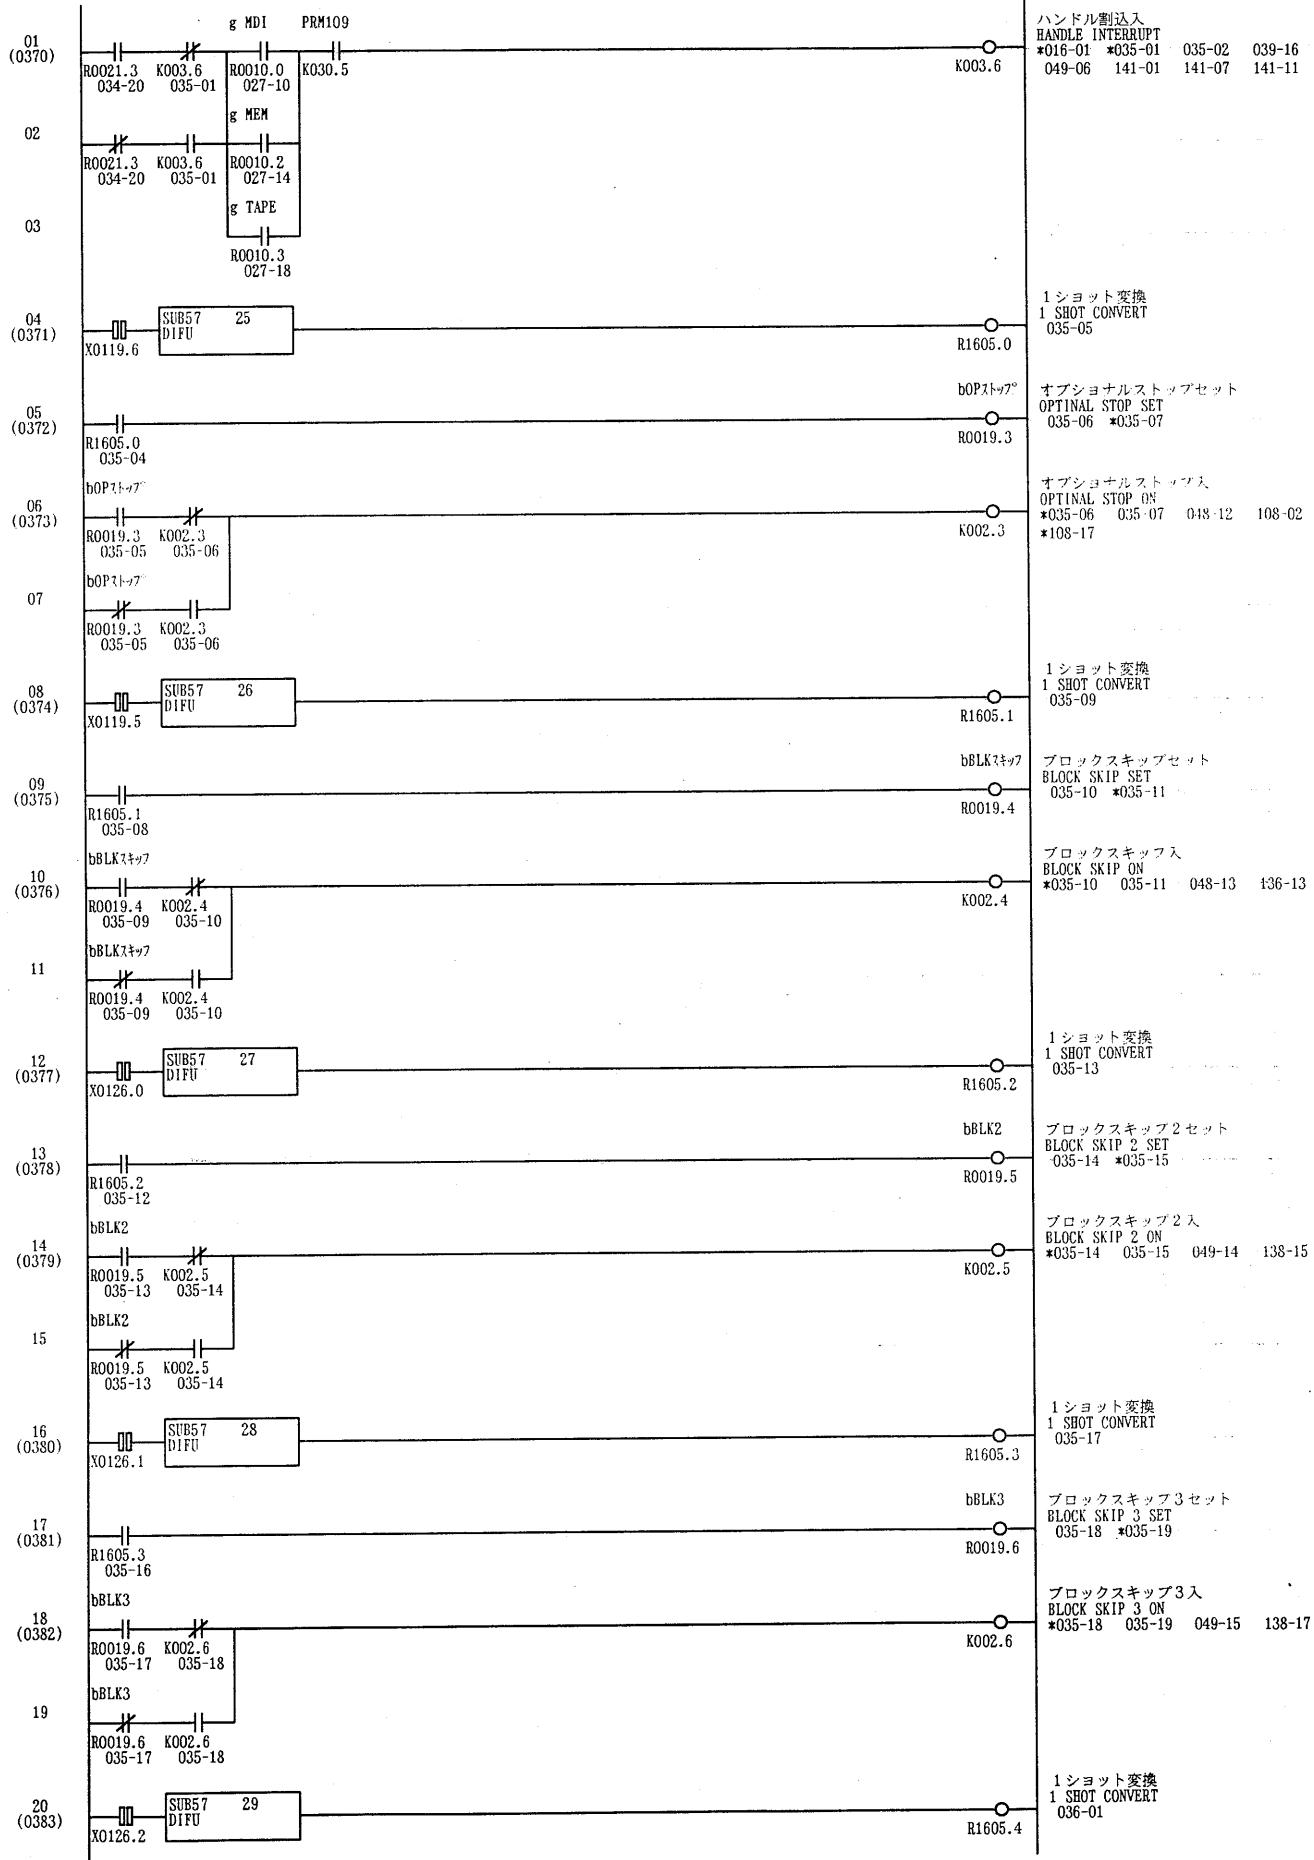 g MDI PRM109
01
(0370)
R0021.3 K003.6 R0010.0 K030.5 K003.6
034-20 035-01 027-10
ハンドル割込入
HANDLE INTERRUPT
*016-01 *035-01 035-02 039-16
049-06 141-01 141-07 141-11
g MEM
02
R0021.3 K003.6 R0010.2
034-20 035-01 027-14
g TAPE
03
R0010.3
027-18
04
(0371)
SUB57 25
DIFU
X0119.6 R1605.0
1ショット変換
1 SHOT CONVERT
035-05
bOPストップ
05
(0372)
R1605.0 R0019.3
035-04
オプショナルストップセット
OPTINAL STOP SET
035-06 *035-07
bOPストップ
06
(0373)
R0019.3 K002.3 K002.3
035-05 035-06
オプショナルストップ入
OPTINAL STOP ON
*035-06 035-07 048-12 108-02
*108-17
bOPストップ
07
R0019.3 K002.3
035-05 035-06
08
(0374)
SUB57 26
DIFU
X0119.5 R1605.1
1ショット変換
1 SHOT CONVERT
035-09
bBLKスキップ
09
(0375)
R1605.1 R0019.4
035-08
ブロックスキップセット
BLOCK SKIP SET
035-10 *035-11
bBLKスキップ
10
(0376)
R0019.4 K002.4 K002.4
035-09 035-10
ブロックスキップ入
BLOCK SKIP ON
*035-10 035-11 048-13 136-13
bBLKスキップ
11
R0019.4 K002.4
035-09 035-10
12
(0377)
SUB57 27
DIFU
X0126.0 R1605.2
1ショット変換
1 SHOT CONVERT
035-13
bBLK2
13
(0378)
R1605.2 R0019.5
035-12
ブロックスキップ2セット
BLOCK SKIP 2 SET
035-14 *035-15
bBLK2
14
(0379)
R0019.5 K002.5 K002.5
035-13 035-14
ブロックスキップ2入
BLOCK SKIP 2 ON
*035-14 035-15 049-14 138-15
bBLK2
15
R0019.5 K002.5
035-13 035-14
16
(0380)
SUB57 28
DIFU
X0126.1 R1605.3
1ショット変換
1 SHOT CONVERT
035-17
bBLK3
17
(0381)
R1605.3 R0019.6
035-16
ブロックスキップ3セット
BLOCK SKIP 3 SET
035-18 *035-19
bBLK3
18
(0382)
R0019.6 K002.6 K002.6
035-17 035-18
ブロックスキップ3入
BLOCK SKIP 3 ON
*035-18 035-19 049-15 138-17
bBLK3
19
R0019.6 K002.6
035-17 035-18
20
(0383)
SUB57 29
DIFU
X0126.2 R1605.4
1ショット変換
1 SHOT CONVERT
036-01